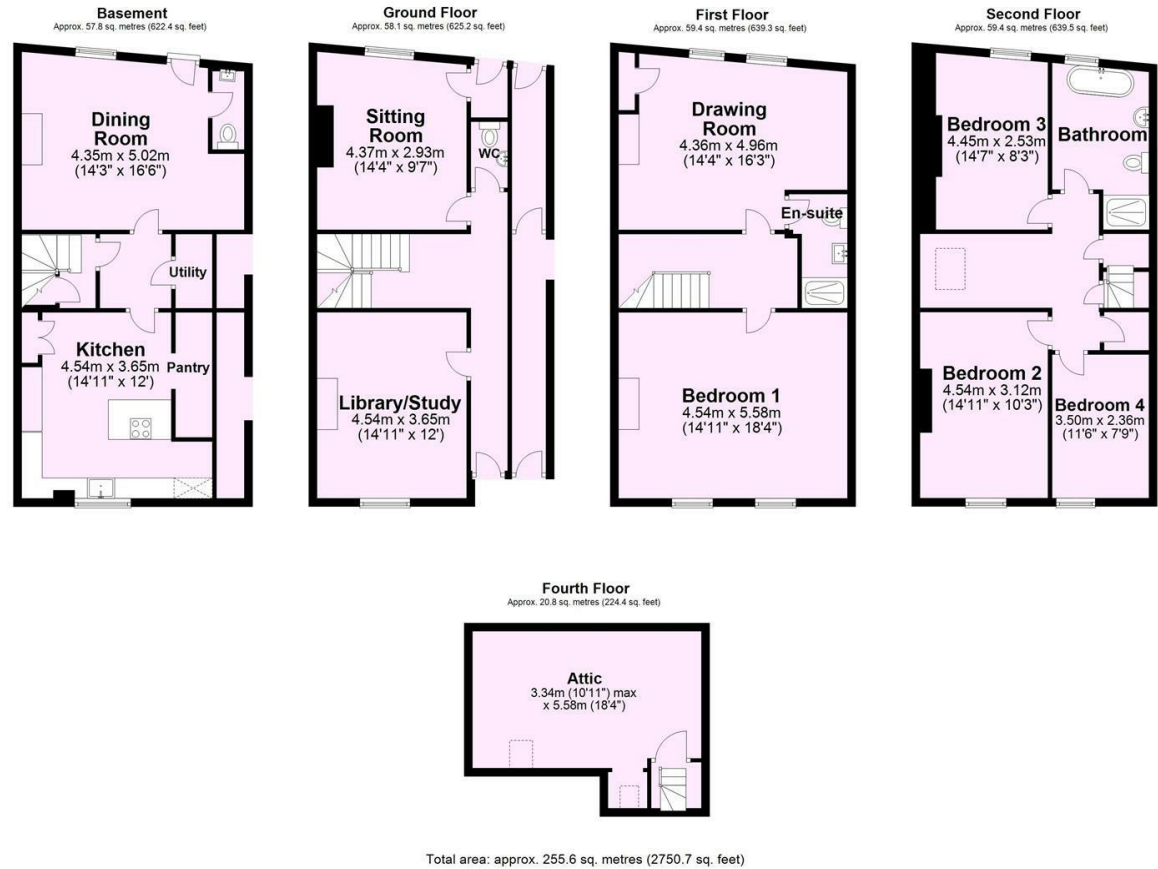 Basement
Approx. 57.8 sq. metres (622.4 sq. feet)
Dining
Room
4.35m x 5.02m
(14'3" x 16'6")
Utility
Kitchen
4.54m x 3.65m
(14'11" x 12')
Pantry
Ground Floor
Approx. 58.1 sq. metres (625.2 sq. feet)
Sitting
Room
4.37m x 2.93m
(14'4" x 9'7")
WC
Library/Study
4.54m x 3.65m
(14'11" x 12')
First Floor
Approx. 59.4 sq. metres (639.3 sq. feet)
Drawing
Room
4.36m x 4.96m
(14'4" x 16'3")
En-suite
Bedroom 1
4.54m x 5.58m
(14'11" x 18'4")
Second Floor
Approx. 59.4 sq. metres (639.5 sq. feet)
Bedroom 3
4.45m x 2.53m
(14'7" x 8'3")
Bathroom
Bedroom 2
4.54m x 3.12m
(14'11" x 10'3")
Bedroom 4
3.50m x 2.36m
(11'6" x 7'9")
Fourth Floor
Approx. 20.8 sq. metres (224.4 sq. feet)
Attic
3.34m (10'11") max
x 5.58m (18'4")
Total area: approx. 255.6 sq. metres (2750.7 sq. feet)